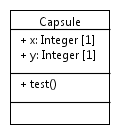 Capsule
+ x: Integer [1]
+ y: Integer [1]
+ test()